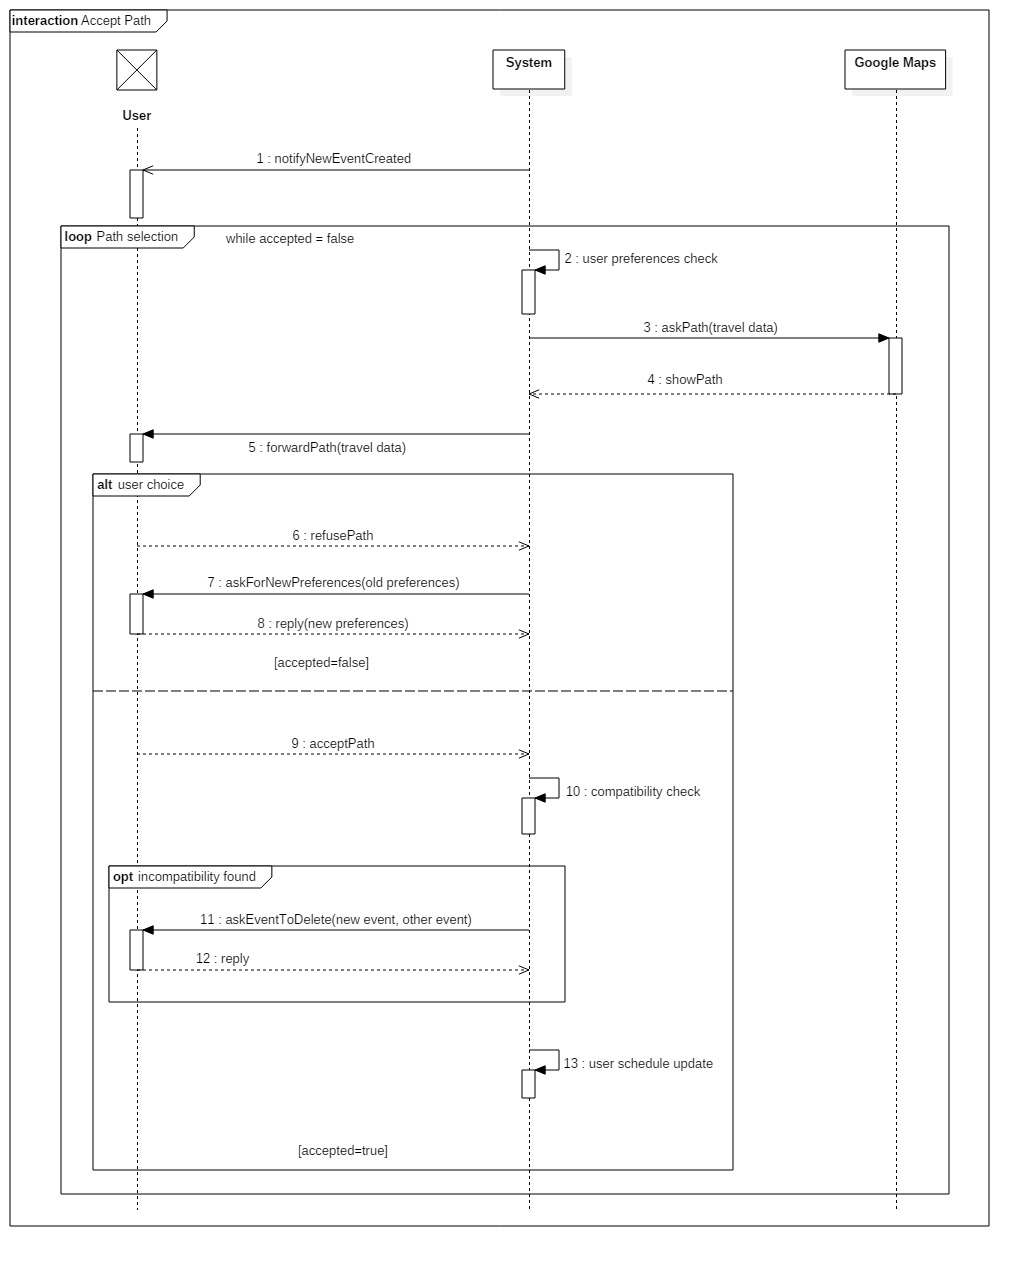 interaction Accept Path
System
Google Maps
User
1 : notifyNewEventCreated
loop Path selection
while accepted = false
2 : user preferences check
3 : askPath(travel data)
4 : showPath
5 : forwardPath(travel data)
alt user choice
6 : refusePath
7 : askForNewPreferences(old preferences)
8 : reply(new preferences)
[accepted=false]
9 : acceptPath
10 : compatibility check
opt incompatibility found
11 : askEventToDelete(new event, other event)
12 : reply
13 : user schedule update
[accepted=true]